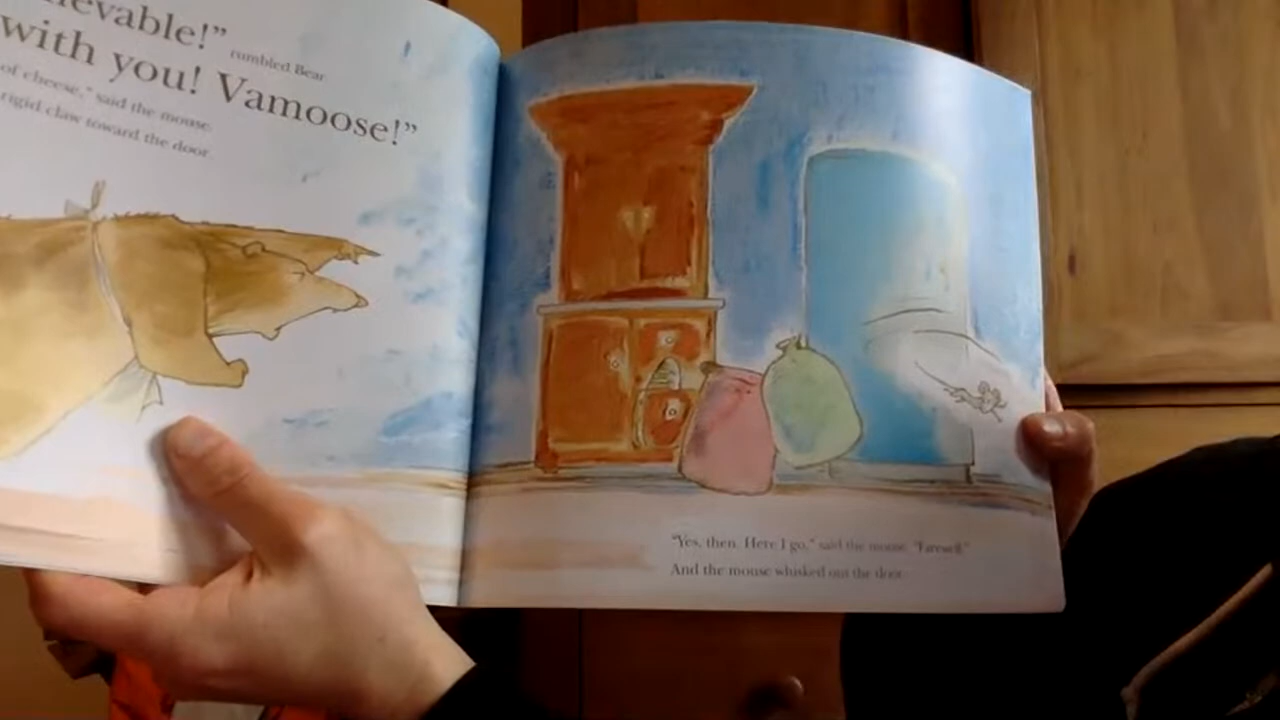 ievable!” rumbled Bear
with you! Vamoose!”
of cheese,” said the mouse.
rigid claw toward the door.
“Yes, then. Here I go,” said the mouse. “Farewell.”
And the mouse whisked out the door.